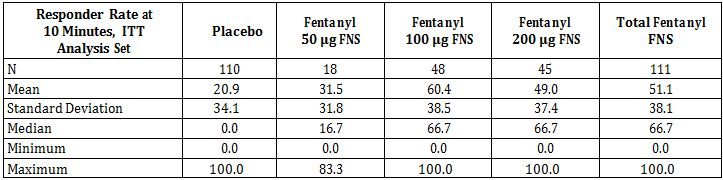 Responder Rate at 10 Minutes, ITT Analysis Set | Placebo | Fentanyl 50 µg FNS | Fentanyl 100 µg FNS | Fentanyl 200 µg FNS | Total Fentanyl FNS
N | 110 | 18 | 48 | 45 | 111
Mean | 20.9 | 31.5 | 60.4 | 49.0 | 51.1
Standard Deviation | 34.1 | 31.8 | 38.5 | 37.4 | 38.1
Median | 0.0 | 16.7 | 66.7 | 66.7 | 66.7
Minimum | 0.0 | 0.0 | 0.0 | 0.0 | 0.0
Maximum | 100.0 | 83.3 | 100.0 | 100.0 | 100.0